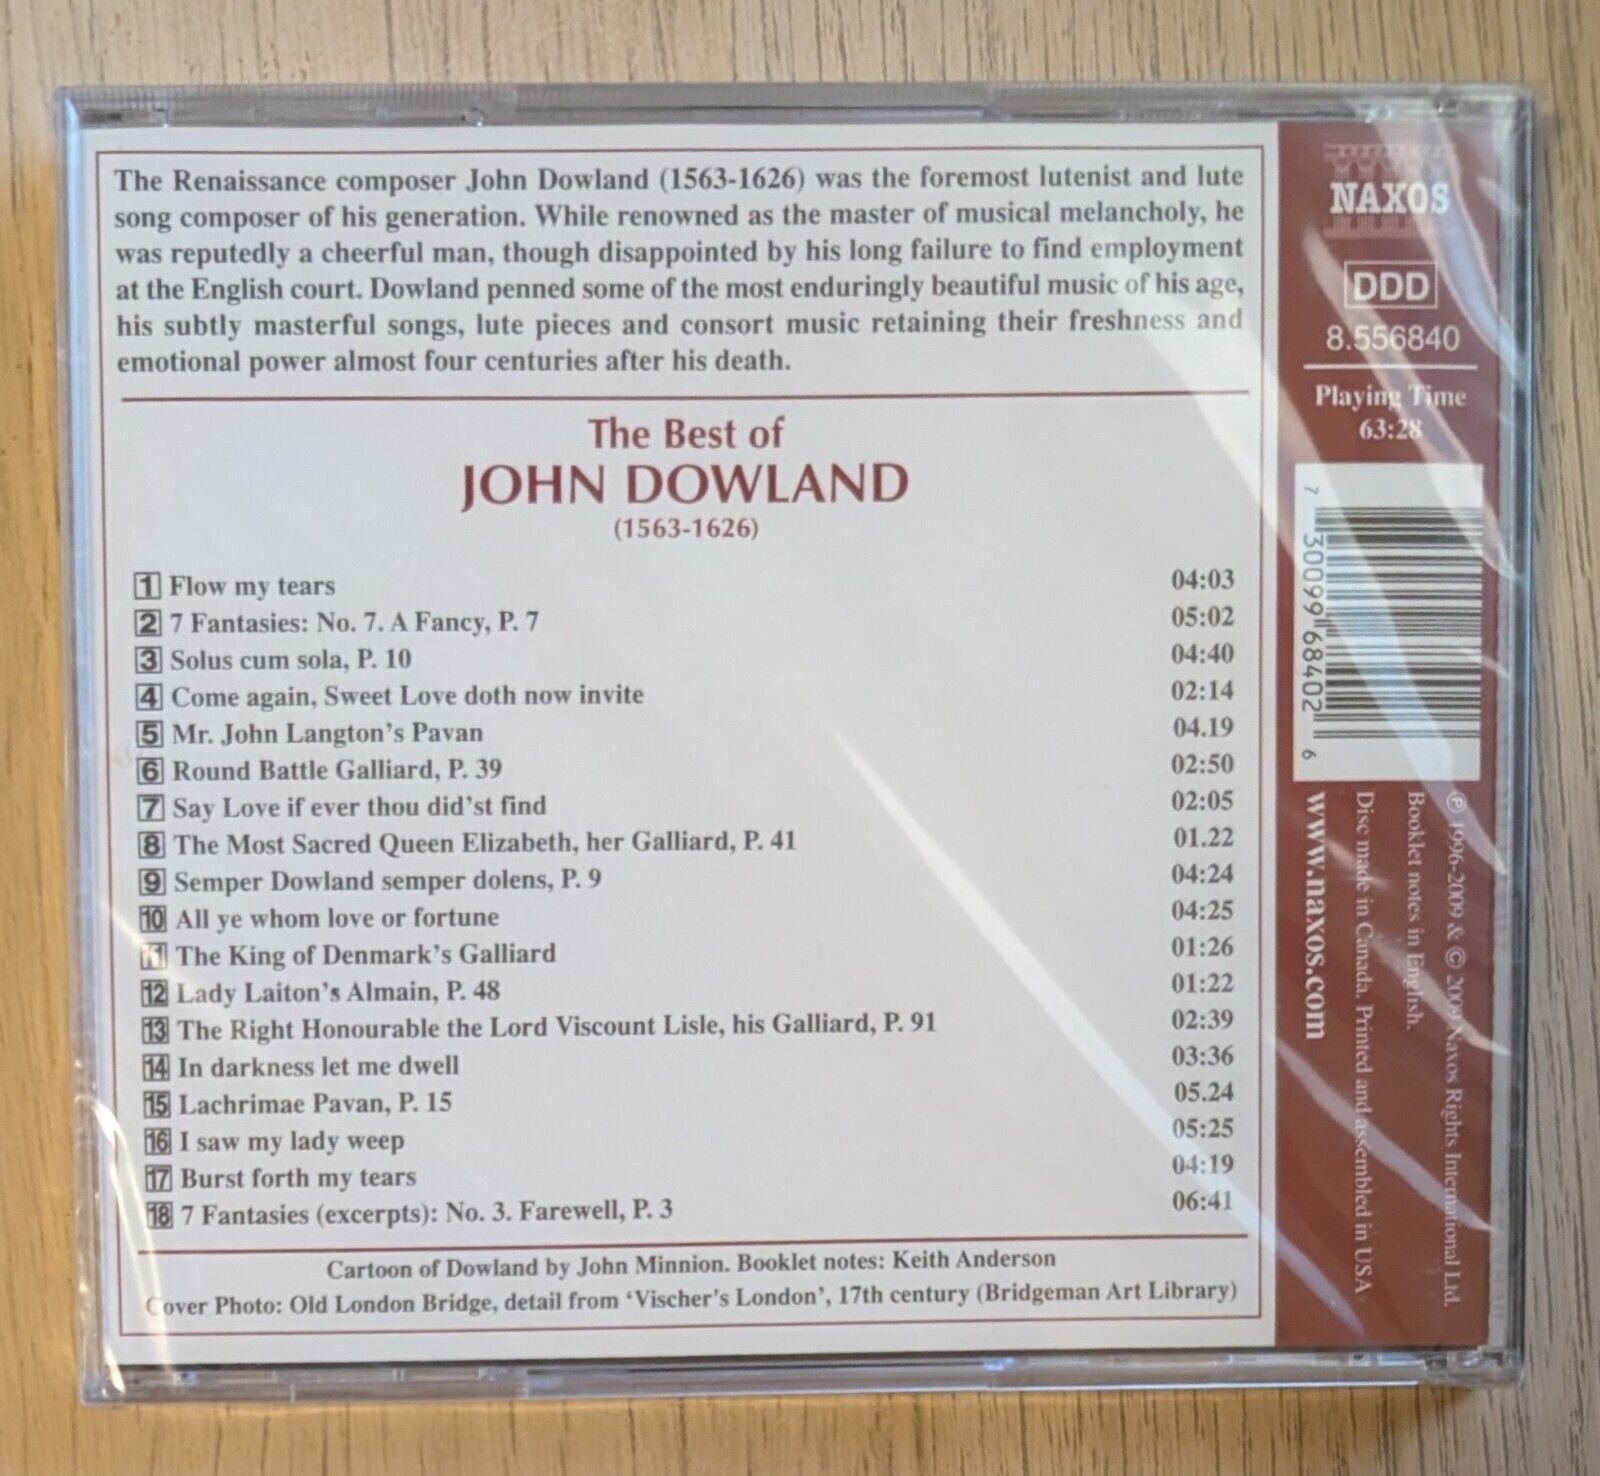 The Renaissance composer John Dowland (1563-1626) was the foremost lutenist and lute
song composer of his generation. While renowned as the master of musical melancholy, he
was reputedly a cheerful man, though disappointed by his long failure to find employment
at the English court. Dowland penned some of the most enduringly beautiful music of his age,
his subtly masterful songs, lute pieces and consort music retaining their freshness and
emotional power almost four centuries after his death.
The Best of
JOHN DOWLAND
(1563-1626)
1 Flow my tears 04:03
2 7 Fantasies: No. 7. A Fancy, P. 7 05:02
3 Solus cum sola, P. 10 04:40
4 Come again, Sweet Love doth now invite 02:14
5 Mr. John Langton's Pavan 04.19
6 Round Battle Galliard, P. 39 02:50
7 Say Love if ever thou did'st find 02:05
8 The Most Sacred Queen Elizabeth, her Galliard, P. 41 01.22
9 Semper Dowland semper dolens, P. 9 04:24
10 All ye whom love or fortune 04:25
11 The King of Denmark's Galliard 01:26
12 Lady Laiton's Almain, P. 48 01:22
13 The Right Honourable the Lord Viscount Lisle, his Galliard, P. 91 02:39
14 In darkness let me dwell 03:36
15 Lachrimae Pavan, P. 15 05.24
16 I saw my lady weep 05:25
17 Burst forth my tears 04:19
18 7 Fantasies (excerpts): No. 3. Farewell, P. 3 06:41
Cartoon of Dowland by John Minnion. Booklet notes: Keith Anderson
Cover Photo: Old London Bridge, detail from 'Vischer's London', 17th century (Bridgeman Art Library)
NAXOS
DDD
8.556840
Playing Time
63:28
7 30099 68402 6
℗ 1996-2009 & © 2009 Naxos Rights International Ltd.
Booklet notes in English.
Disc made in Canada. Printed and assembled in USA
www.naxos.com